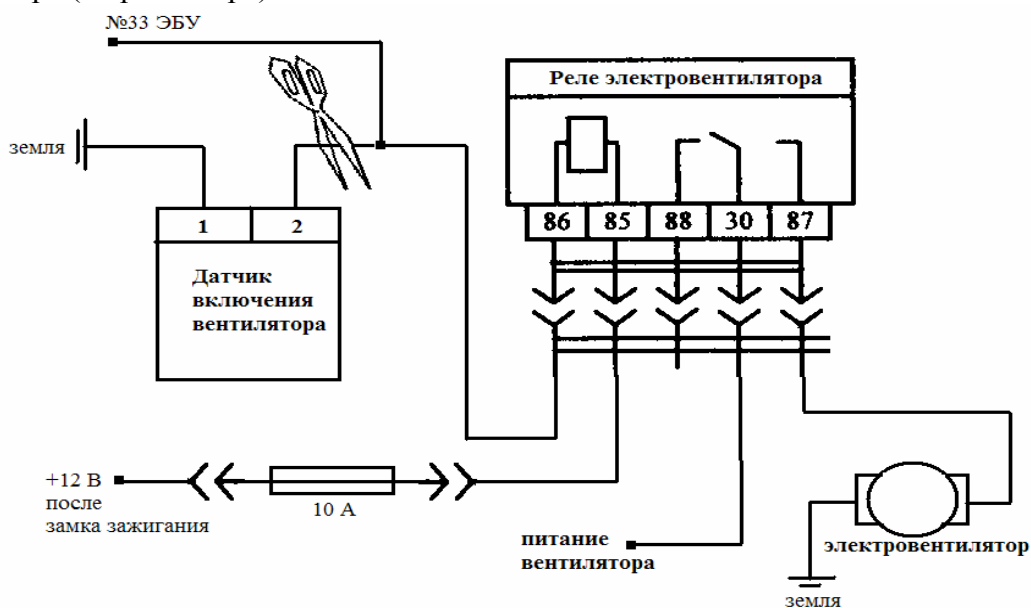 №33 ЭБУ
Реле электровентилятора
земля
1 2
86 85 88 30 87
Датчик
включения
вентилятора
+12 В
после
замка зажигания
10 А
питание
вентилятора
электровентилятор
земля